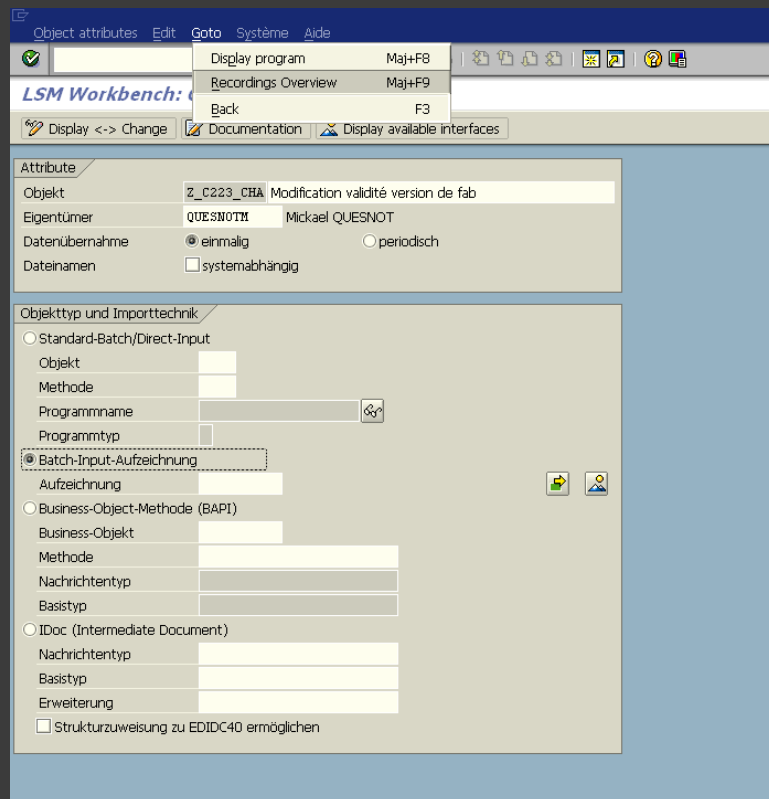 Object attributes Edit Goto Système Aide
Display program Maj+F8
Recordings Overview Maj+F9
Back F3
LSM Workbench:
Display <-> Change Documentation Display available interfaces
Attribute
Objekt Z_C223_CHA Modification validité version de fab
Eigentümer QUESNOTM Mickael QUESNOT
Datenübernahme einmalig periodisch
Dateinamen systemabhängig
Objekttyp und Importtechnik
Standard-Batch/Direct-Input
Objekt
Methode
Programmname
Programmtyp
Batch-Input-Aufzeichnung
Aufzeichnung
Business-Object-Methode (BAPI)
Business-Objekt
Methode
Nachrichtentyp
Basistyp
IDoc (Intermediate Document)
Nachrichtentyp
Basistyp
Erweiterung
Strukturzuweisung zu EDIDC40 ermöglichen